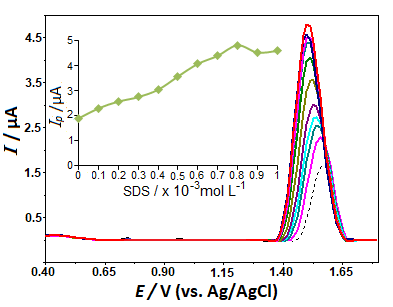 I / µA
4.5
3.5
2.5
1.5
0.5
0.40 0.65 0.90 1.15 1.40 1.65
E / V (vs. Ag/AgCl)
Ip / µA
5
4
3
2
1
0
0 0.1 0.2 0.3 0.4 0.5 0.6 0.7 0.8 0.9 1
SDS / x 10⁻³mol L⁻¹